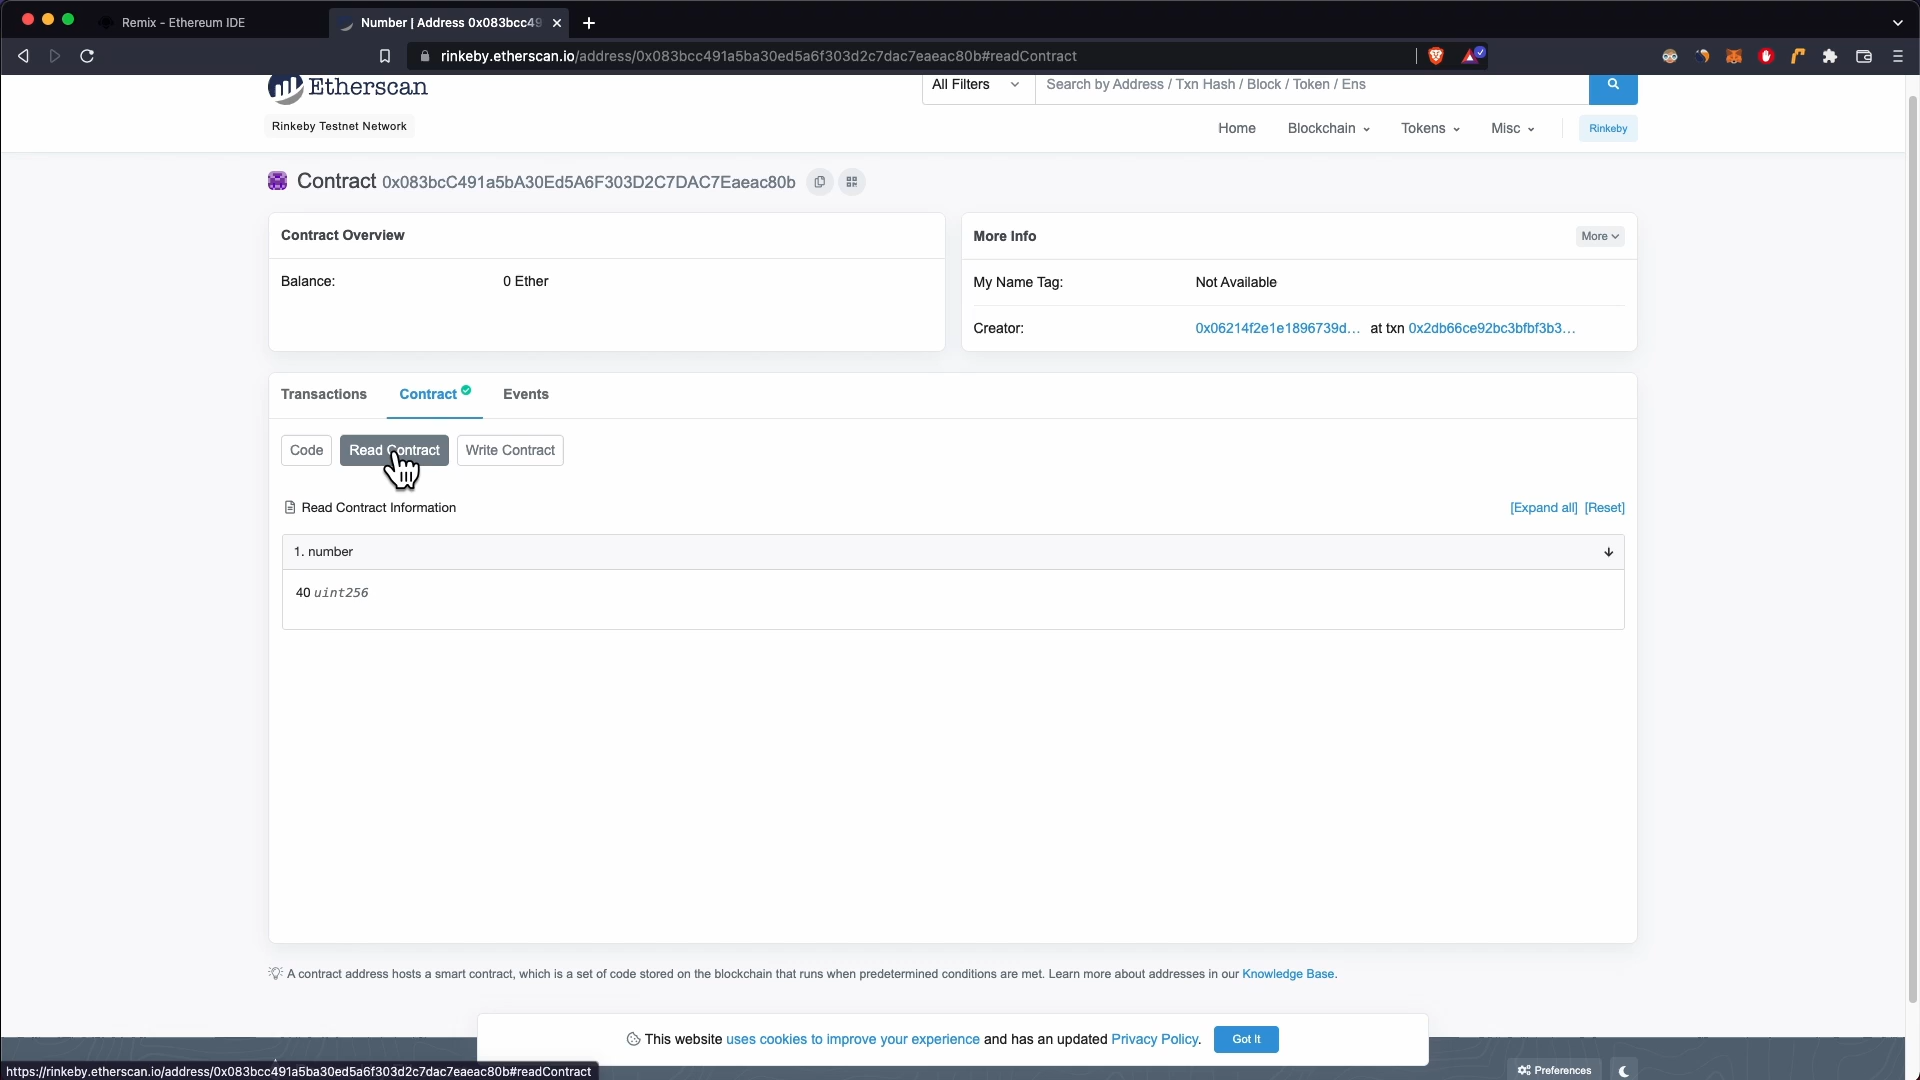 Remix - Ethereum IDE
Number | Address 0x083bcc49
rinkeby.etherscan.io/address/0x083bcc491a5ba30ed5a6f303d2c7dac7eaeac80b#readContract
Etherscan
All Filters
Search by Address / Txn Hash / Block / Token / Ens
Rinkeby Testnet Network
Home
Blockchain
Tokens
Misc
Rinkeby
Contract 0x083bcC491a5bA30Ed5A6F303D2C7DAC7Eaeac80b
Contract Overview
Balance:
0 Ether
More Info
More
My Name Tag:
Not Available
Creator:
0x06214f2e1e1896739d... at txn 0x2db66ce92bc3bfbf3b3...
Transactions
Contract
Events
Code
Read Contract
Write Contract
Read Contract Information
[Expand all] [Reset]
1. number
40 uint256
A contract address hosts a smart contract, which is a set of code stored on the blockchain that runs when predetermined conditions are met. Learn more about addresses in our Knowledge Base.
This website uses cookies to improve your experience and has an updated Privacy Policy.
Got It
https://rinkeby.etherscan.io/address/0x083bcc491a5ba30ed5a6f303d2c7dac7eaeac80b#readContract
Preferences